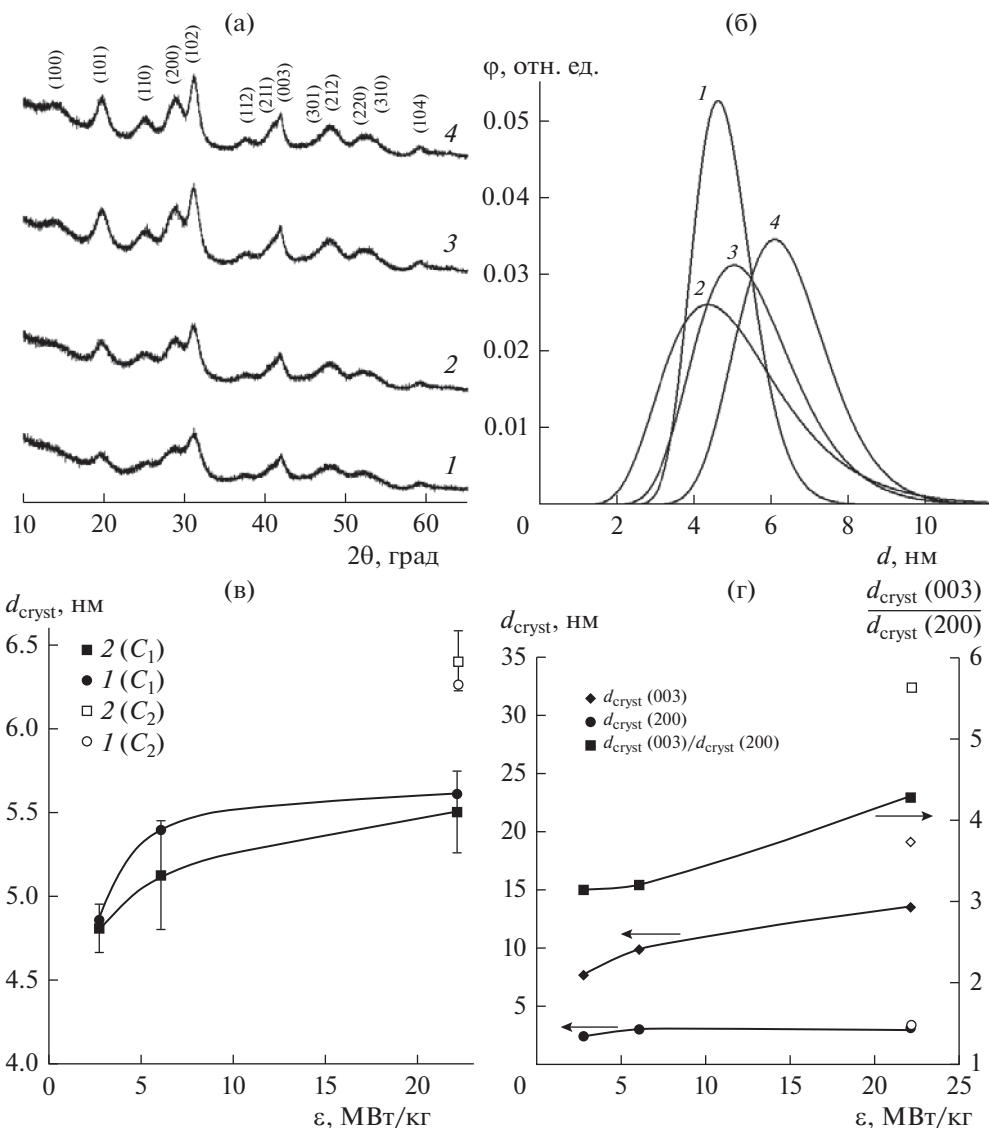 (а)
(100)
(101)
(110)
(200)
(102)
(112)
(211)
(003)
(301)
(212)
(220)
(310)
(104)
4
3
2
1
10 20 30 40 50 60
2θ, град
(б)
φ, отн. ед.
0.05
0.04
0.03
0.02
0.01
1
4
3
2
0 2 4 6 8 10
d, нм
(в)
d_cryst, нм
6.5
6.0
5.5
5.0
4.5
4.0
2 (C₁)
1 (C₁)
2 (C₂)
1 (C₂)
0 5 10 15 20
ε, МВт/кг
(г)
d_cryst, нм
d_cryst (003)
d_cryst (200)
35
30
25
20
15
10
5
6
5
4
3
2
1
d_cryst (003)
d_cryst (200)
d_cryst (003)/d_cryst (200)
0 5 10 15 20 25
ε, МВт/кг